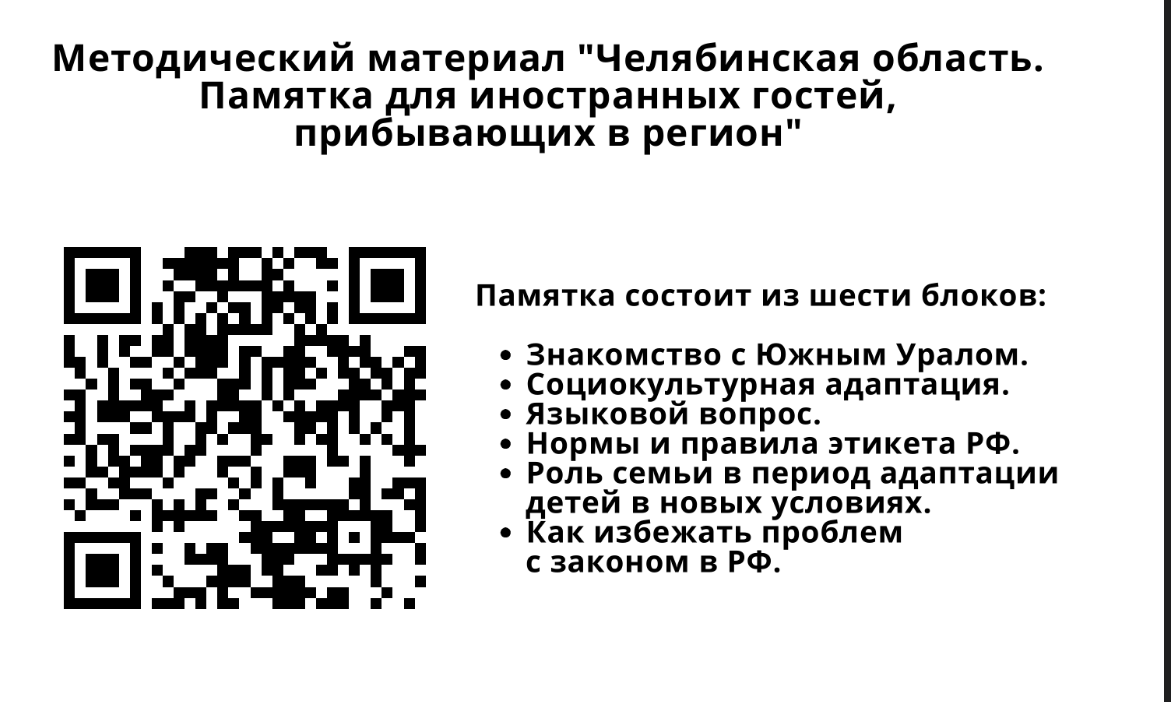 Методический материал "Челябинская область.
Памятка для иностранных гостей,
прибывающих в регион"
Памятка состоит из шести блоков:
• Знакомство с Южным Уралом.
• Социокультурная адаптация.
• Языковой вопрос.
• Нормы и правила этикета РФ.
• Роль семьи в период адаптации
детей в новых условиях.
• Как избежать проблем
с законом в РФ.